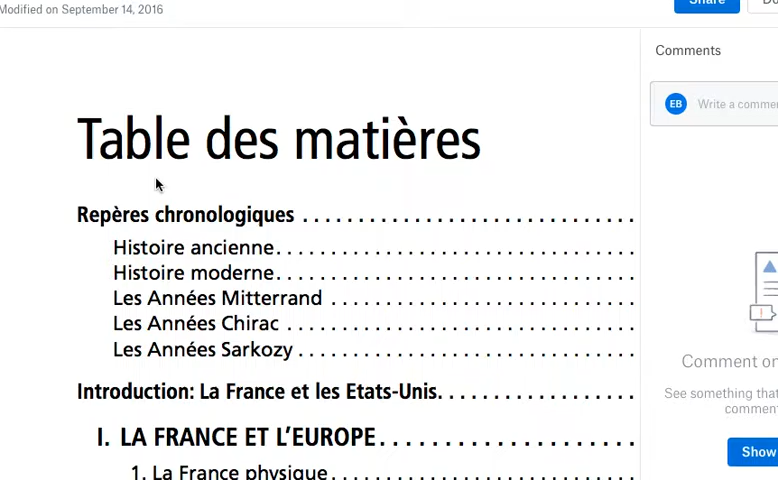 Modified on September 14, 2016
Share
Comments
EB Write a comme
Table des matières
Repères chronologiques . . . . . . . . . . . . . . . . . . . . . . . . . . . . . .
Histoire ancienne. . . . . . . . . . . . . . . . . . . . . . . . . . . . . . . .
Histoire moderne. . . . . . . . . . . . . . . . . . . . . . . . . . . . . . . .
Les Années Mitterrand . . . . . . . . . . . . . . . . . . . . . . . . . . .
Les Années Chirac . . . . . . . . . . . . . . . . . . . . . . . . . . . . . . .
Les Années Sarkozy . . . . . . . . . . . . . . . . . . . . . . . . . . . . . .
Comment on
Introduction: La France et les Etats-Unis. . . . . . . . . . . . . . . . . .
See something that
commen
I. LA FRANCE ET L'EUROPE. . . . . . . . . . . . . . . . . . . . . .
Show
1. La France physique. . . . . . . . . . . . . . . . . . . . . . . . . . .